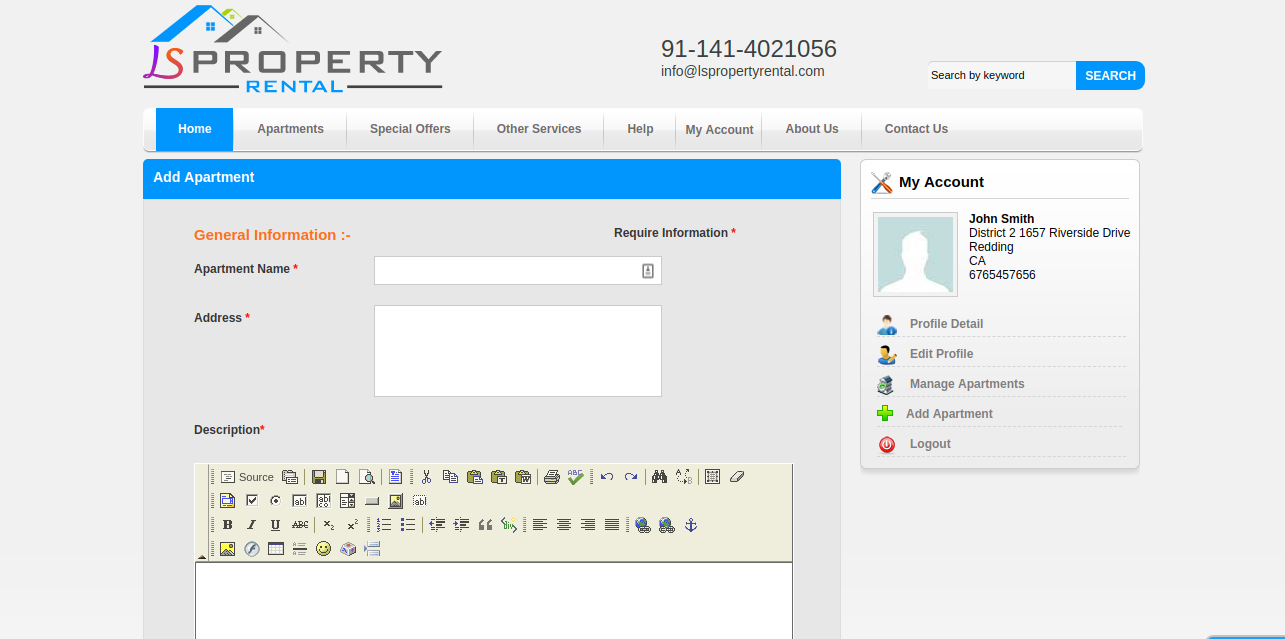 LS PROPERTY
RENTAL
91-141-4021056
info@lspropertyrental.com
Search by keyword
SEARCH
Home
Apartments
Special Offers
Other Services
Help
My Account
About Us
Contact Us
Add Apartment
General Information :-
Require Information *
Apartment Name *
Address *
Description*
Source
My Account
John Smith
District 2 1657 Riverside Drive
Redding
CA
6765457656
Profile Detail
Edit Profile
Manage Apartments
Add Apartment
Logout